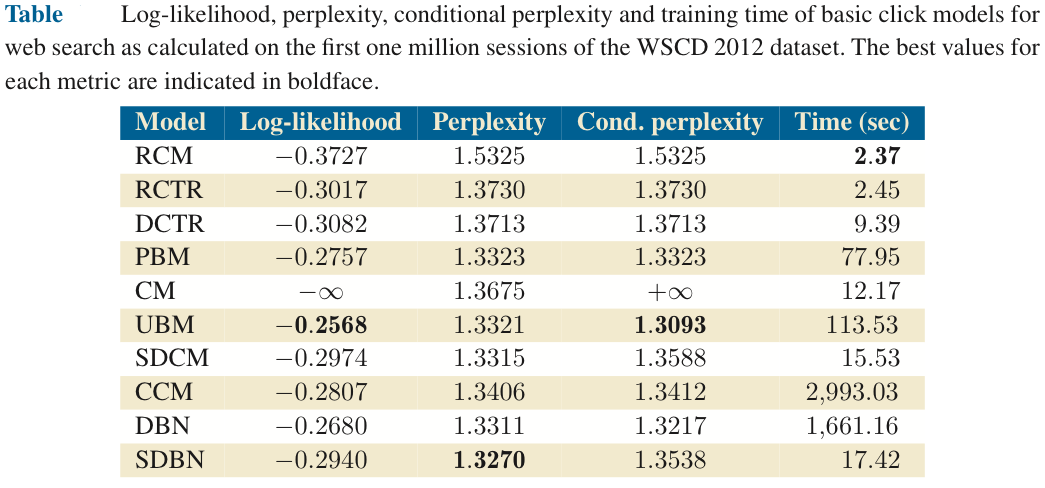 Table Log-likelihood, perplexity, conditional perplexity and training time of basic click models for
web search as calculated on the first one million sessions of the WSCD 2012 dataset. The best values for
each metric are indicated in boldface.
Model Log-likelihood Perplexity Cond. perplexity Time (sec)
RCM −0.3727 1.5325 1.5325 2.37
RCTR −0.3017 1.3730 1.3730 2.45
DCTR −0.3082 1.3713 1.3713 9.39
PBM −0.2757 1.3323 1.3323 77.95
CM −∞ 1.3675 +∞ 12.17
UBM −0.2568 1.3321 1.3093 113.53
SDCM −0.2974 1.3315 1.3588 15.53
CCM −0.2807 1.3406 1.3412 2,993.03
DBN −0.2680 1.3311 1.3217 1,661.16
SDBN −0.2940 1.3270 1.3538 17.42